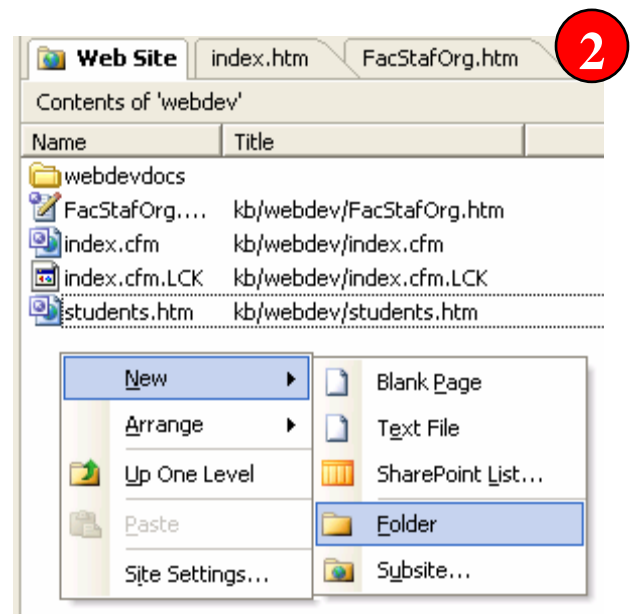 2
Web Site index.htm FacStafOrg.htm
Contents of 'webdev'
Name Title
webdevdocs
FacStafOrg.... kb/webdev/FacStafOrg.htm
index.cfm kb/webdev/index.cfm
index.cfm.LCK kb/webdev/index.cfm.LCK
students.htm kb/webdev/students.htm
New
Arrange
Up One Level
Paste
Site Settings...
Blank Page
Text File
SharePoint List...
Folder
Subsite...